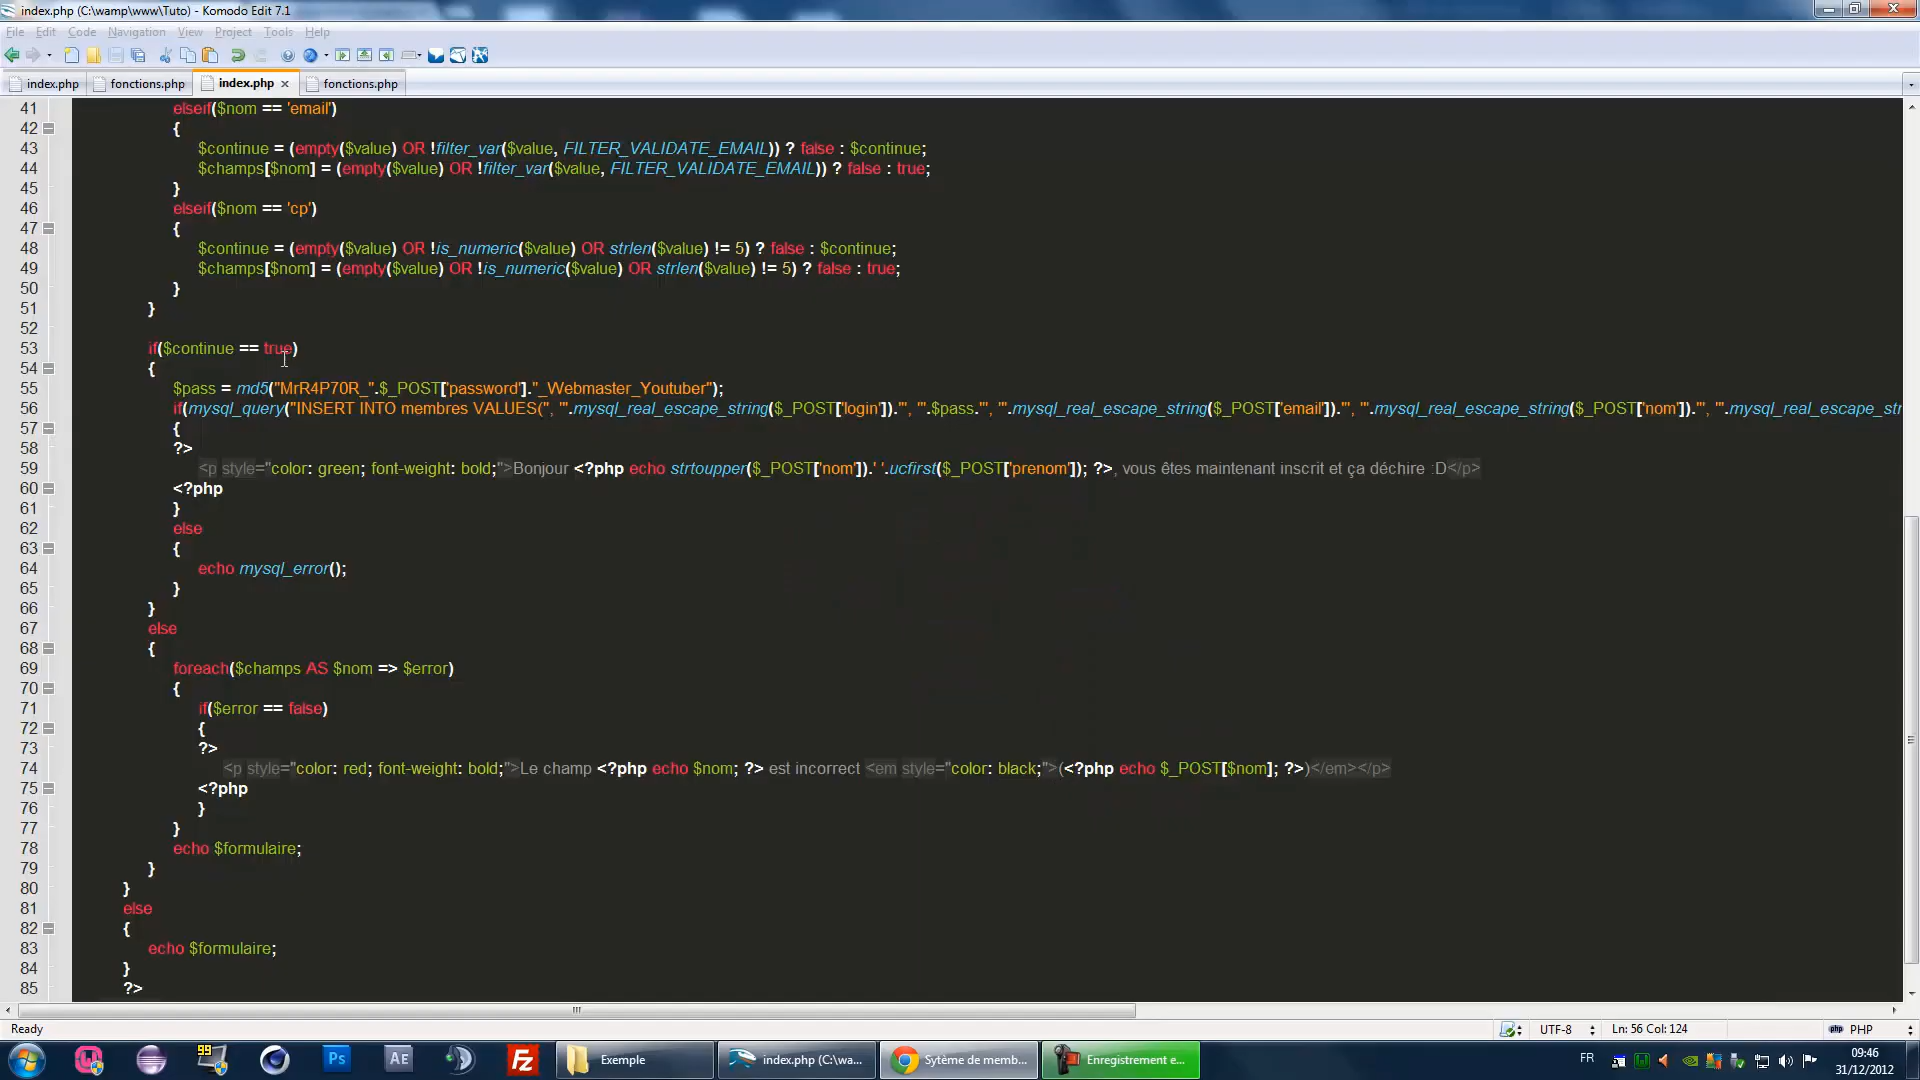 index.php (C:\wamp\www\Tuto) - Komodo Edit 7.1
File Edit Code Navigation View Project Tools Help
index.php fonctions.php index.php fonctions.php
41 elseif($nom == 'email')
42 {
43 $continue = (empty($value) OR !filter_var($value, FILTER_VALIDATE_EMAIL)) ? false : $continue;
44 $champs[$nom] = (empty($value) OR !filter_var($value, FILTER_VALIDATE_EMAIL)) ? false : true;
45 }
46 elseif($nom == 'cp')
47 {
48 $continue = (empty($value) OR !is_numeric($value) OR strlen($value) != 5) ? false : $continue;
49 $champs[$nom] = (empty($value) OR !is_numeric($value) OR strlen($value) != 5) ? false : true;
50 }
51 }
52
53 if($continue == true)
54 {
55 $pass = md5("MrR4P70R_".$_POST['password']."_Webmaster_Youtuber");
56 if(mysql_query("INSERT INTO membres VALUES('', '".mysql_real_escape_string($_POST['login'])."', '".$pass."', '".mysql_real_escape_string($_POST['email'])."', '".mysql_real_escape_string($_POST['nom'])."', '".mysql_real_escape_str
57 {
58 ?>
59 <p style="color: green; font-weight: bold;">Bonjour <?php echo strtoupper($_POST['nom']).' '.ucfirst($_POST['prenom']); ?>, vous êtes maintenant inscrit et ça déchire :D</p>
60 <?php
61 }
62 else
63 {
64 echo mysql_error();
65 }
66 }
67 else
68 {
69 foreach($champs AS $nom => $error)
70 {
71 if($error == false)
72 {
73 ?>
74 <p style="color: red; font-weight: bold;">Le champ <?php echo $nom; ?> est incorrect <em style="color: black;">(<?php echo $_POST[$nom]; ?>)</em></p>
75 <?php
76 }
77 }
78 echo $formulaire;
79 }
80 }
81 else
82 {
83 echo $formulaire;
84 }
85 ?>
Ready UTF-8 Ln: 56 Col: 124 PHP
99 Ps Ae Fz Exemple index.php (C:\wa... Sytème de memb... Enregistrement e... FR 09:46
31/12/2012